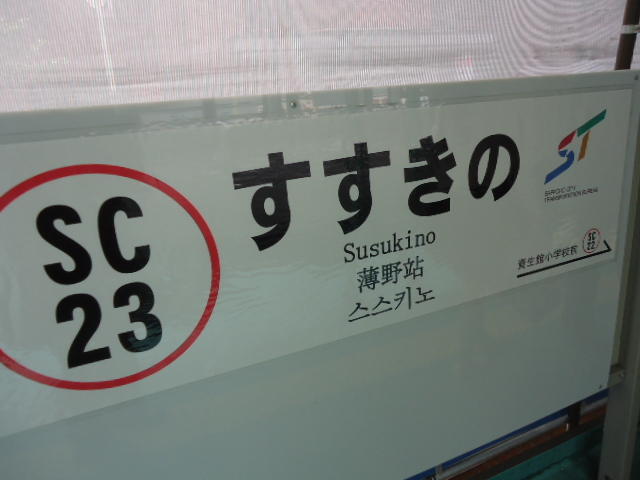 SC
23
すすきの
Susukino
薄野站
스스키노
ST
SAPPORO CITY
TRANSPORTATION BUREAU
資生館小学校前
SC
22